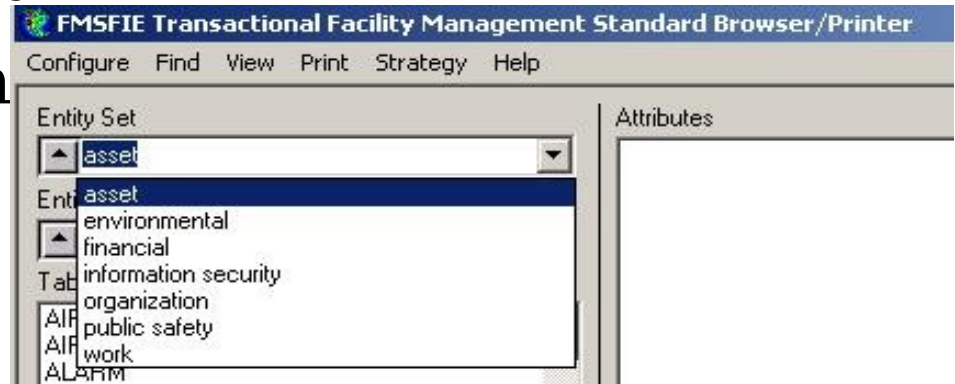 FMSFIE Transactional Facility Management Standard Browser/Printer
Configure Find View Print Strategy Help
Entity Set
Attributes
asset
asset
environmental
financial
information security
organization
public safety
work
ALARM